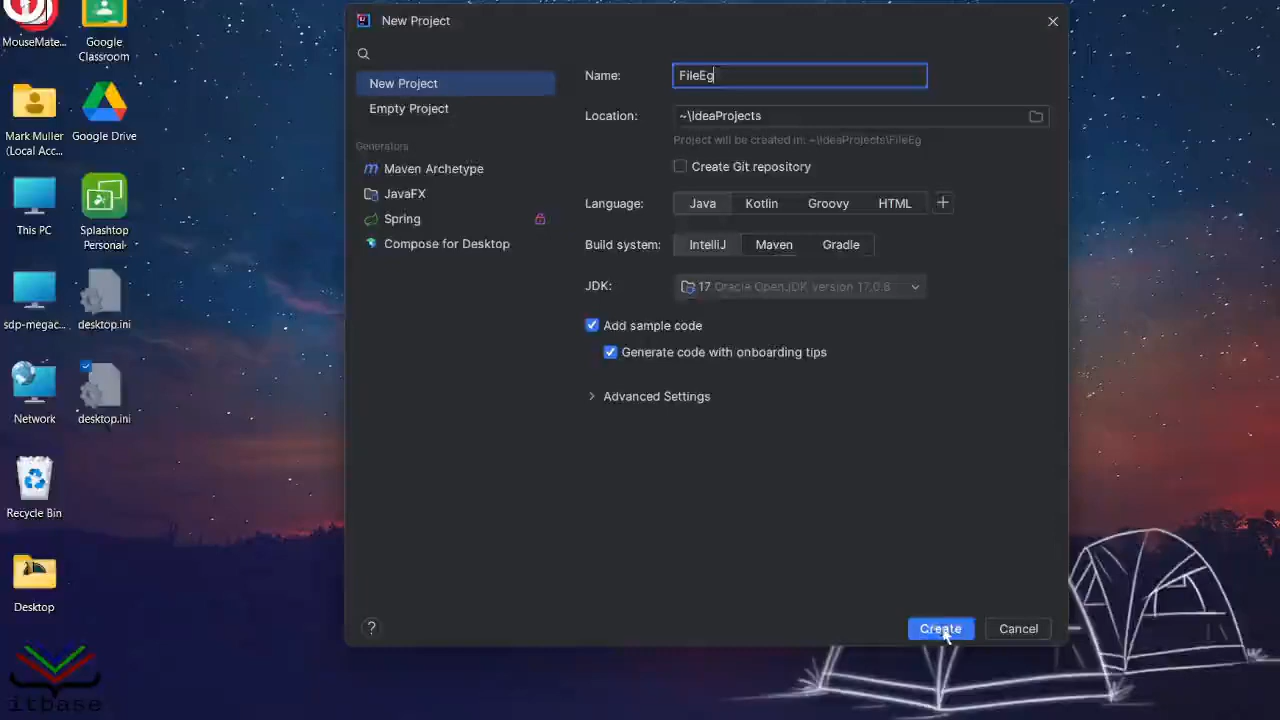 MouseMate...
Google
Classroom
Mark Muller
(Local Acc...
Google Drive
This PC
Splashtop
Personal
sdp-megac...
desktop.ini
Network
desktop.ini
Recycle Bin
Desktop
itbase
New Project
New Project
Empty Project
Generators
Maven Archetype
JavaFX
Spring
Compose for Desktop
Name:
FileEg
Location:
~\IdeaProjects
Project will be created in: ~\IdeaProjects\FileEg
Create Git repository
Language:
Java
Kotlin
Groovy
HTML
Build system:
IntelliJ
Maven
Gradle
JDK:
17 Oracle OpenJDK version 17.0.8
Add sample code
Generate code with onboarding tips
Advanced Settings
?
Create
Cancel